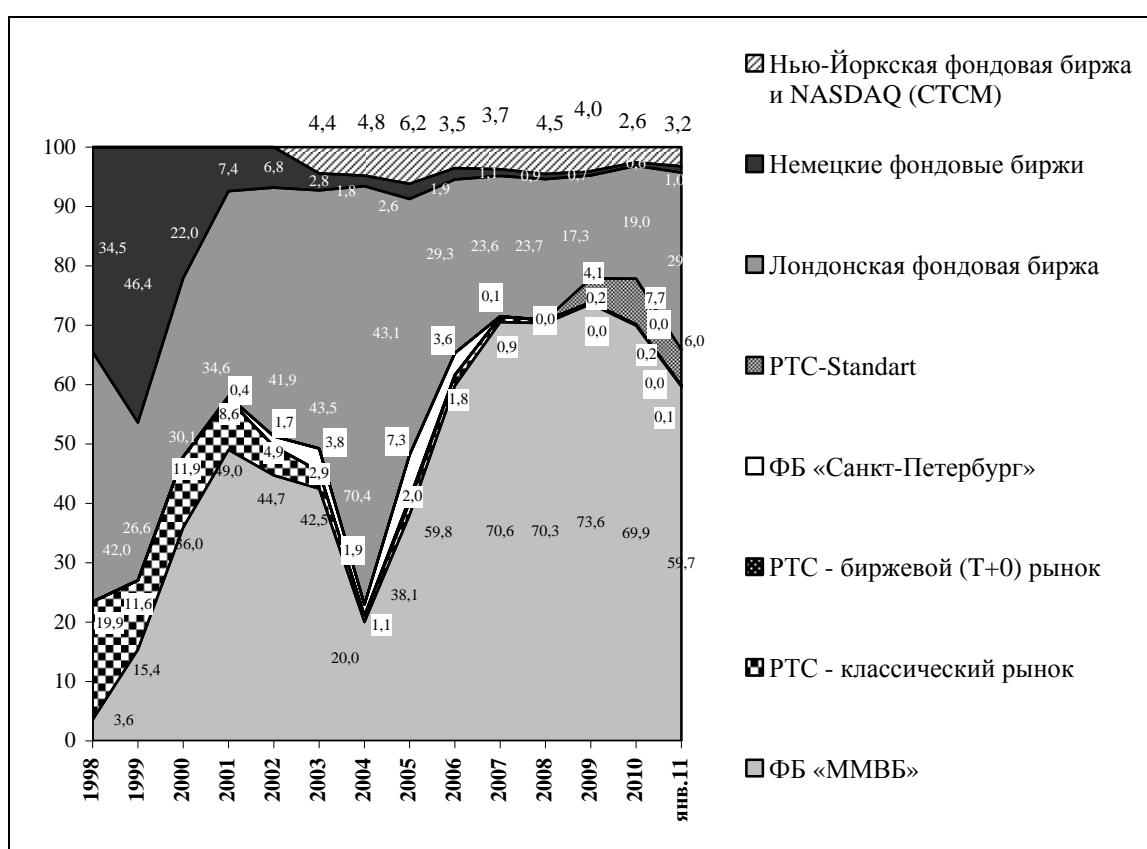 Нью-Йоркская фондовая биржа
и NASDAQ (CTCM)
Немецкие фондовые биржи
Лондонская фондовая биржа
РТС-Standart
ФБ «Санкт-Петербург»
РТС - биржевой (Т+0) рынок
РТС - классический рынок
ФБ «ММВБ»
4,4 4,8 6,2 3,5 3,7 4,5 4,0 2,6 3,2
100
90
80
70
60
50
40
30
20
10
0
34,5 46,4 22,0 7,4 6,8 2,8 1,8 2,6 1,9 1,1 0,9 0,7 0,6 1,0
42,0 26,6 30,1 34,6 41,9 43,5 70,4 43,1 29,3 23,6 23,7 17,3 19,0
4,1 7,7 6,0
0,4 1,7 3,8 1,9 7,3 3,6 0,1 0,0 0,2 0,0
0,0 0,2 0,0 0,1
19,9 11,6 11,9 8,6 4,9 2,9 1,1 2,0 1,8 0,9
3,6 15,4 36,0 49,0 44,7 42,5 20,0 38,1 59,8 70,6 70,3 73,6 69,9 59,7
1998 1999 2000 2001 2002 2003 2004 2005 2006 2007 2008 2009 2010 янв.11